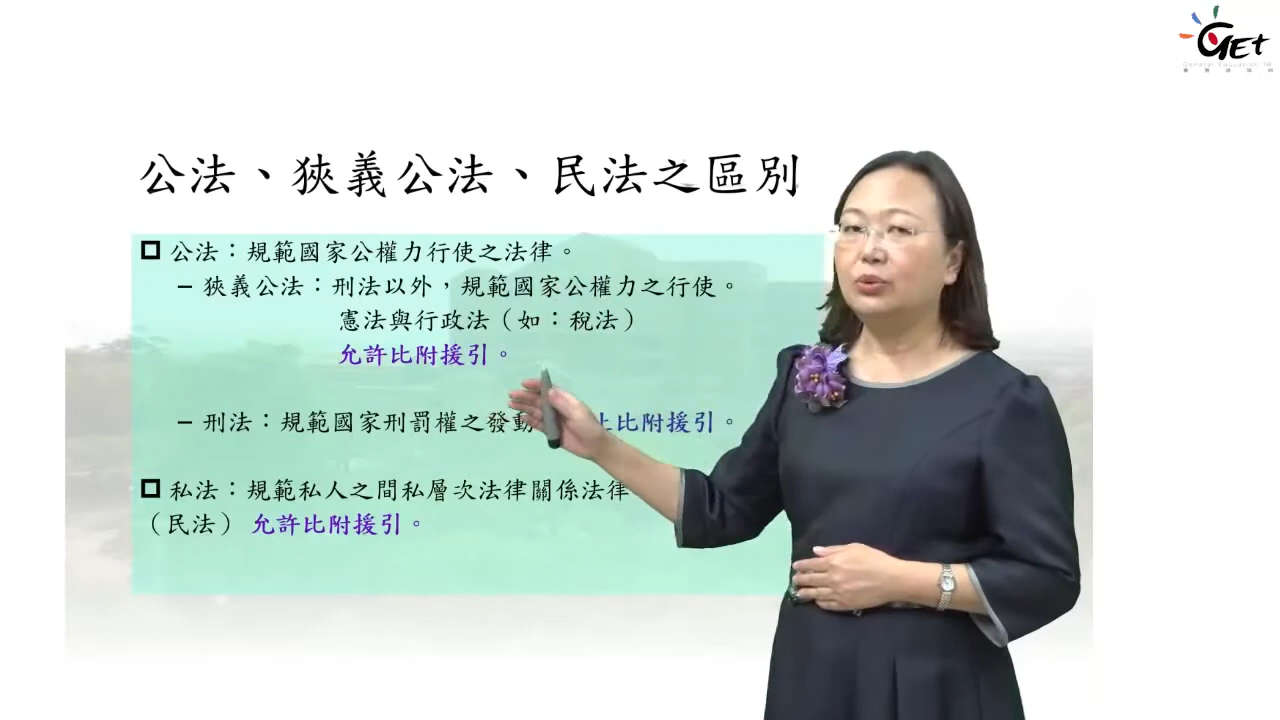 GEt
General Education TW
公法、狹義公法、民法之區別
公法：規範國家公權力行使之法律。
– 狹義公法：刑法以外，規範國家公權力之行使。
憲法與行政法（如：稅法）
允許比附援引。
– 刑法：規範國家刑罰權之發動 止比附援引。
私法：規範私人之間私層次法律關係法律
（民法） 允許比附援引。